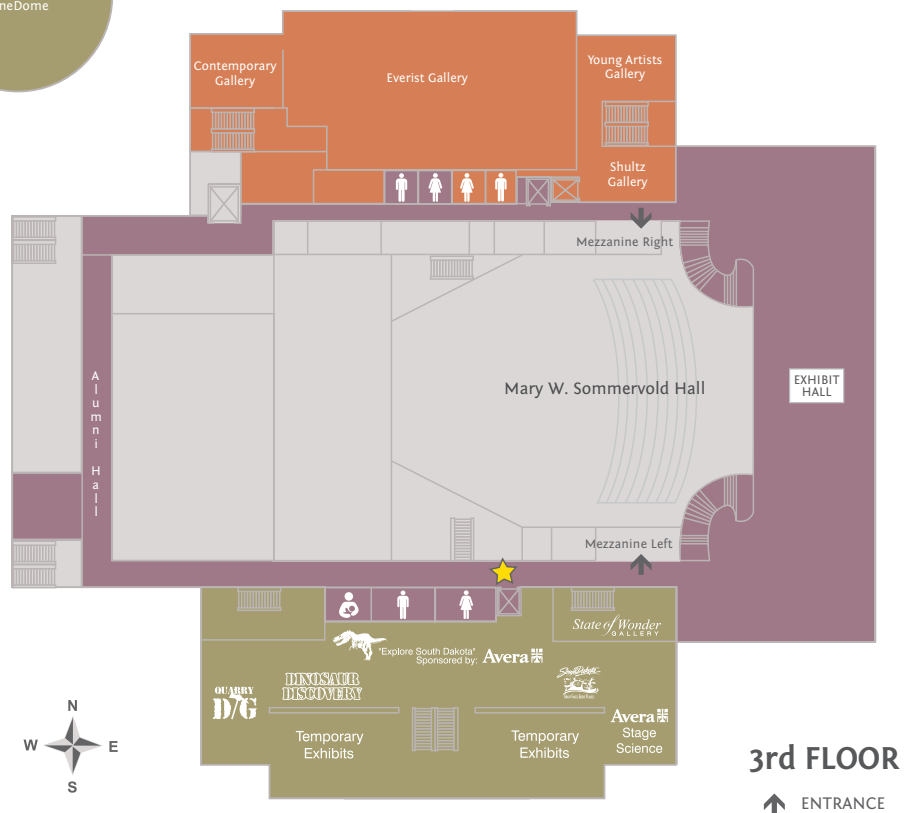 neDome
Contemporary
Gallery
Everist Gallery
Young Artists
Gallery
Shultz
Gallery
Mezzanine Right
Alumni Hall
Mary W. Sommervold Hall
EXHIBIT
HALL
Mezzanine Left
State of Wonder
GALLERY
"Explore South Dakota"
Sponsored by: Avera
DINOSAUR
DISCOVERY
QUARRY
D/G
Temporary
Exhibits
Temporary
Exhibits
Avera
Stage
Science
N
W
E
S
3rd FLOOR
ENTRANCE